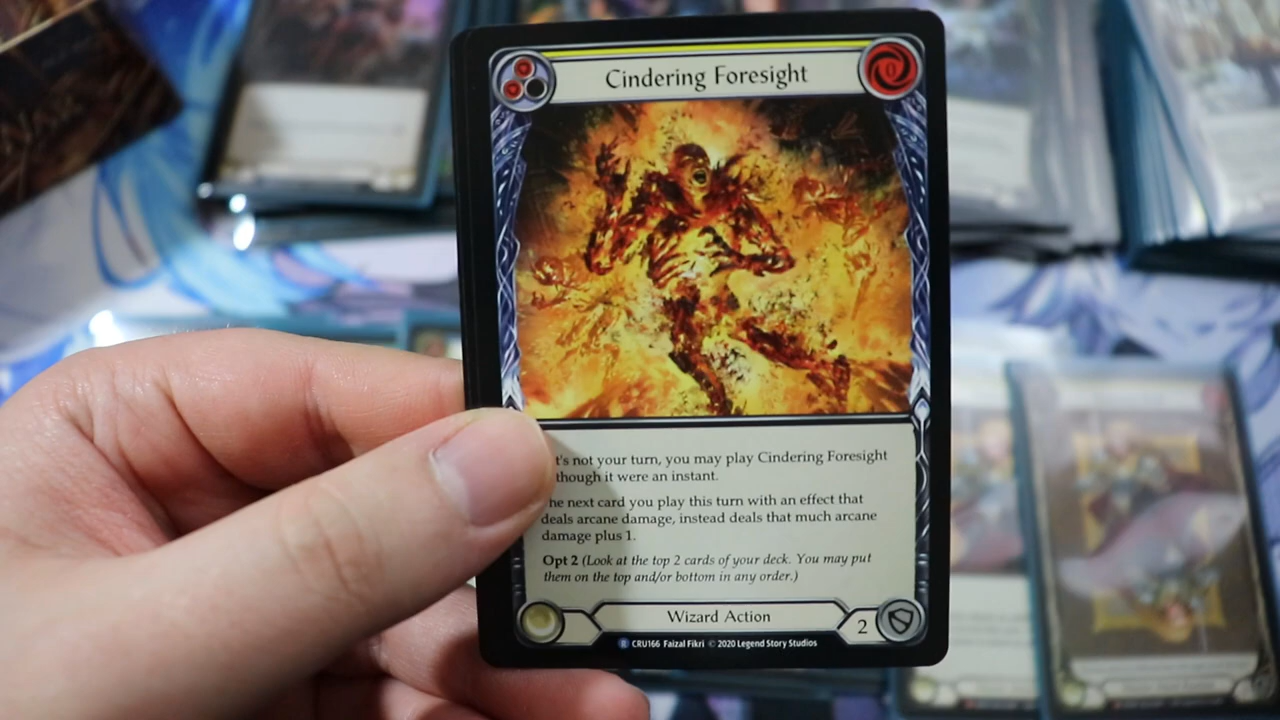 Cindering Foresight
0
t's not your turn, you may play Cindering Foresight
though it were an instant.
he next card you play this turn with an effect that
deals arcane damage, instead deals that much arcane
damage plus 1.
Opt 2 (Look at the top 2 cards of your deck. You may put
them on the top and/or bottom in any order.)
Wizard Action
2
R CRU166 Faizal Fikri © 2020 Legend Story Studios